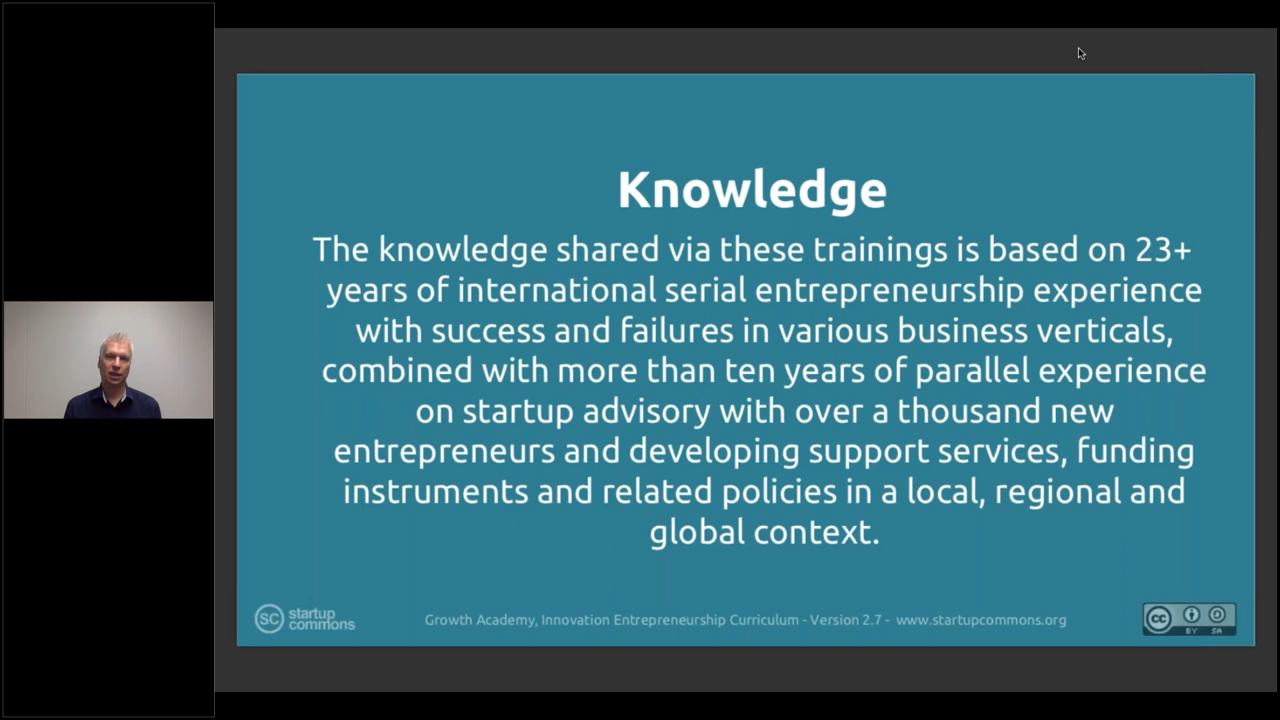 Knowledge
The knowledge shared via these trainings is based on 23+
years of international serial entrepreneurship experience
with success and failures in various business verticals,
combined with more than ten years of parallel experience
on startup advisory with over a thousand new
entrepreneurs and developing support services, funding
instruments and related policies in a local, regional and
global context.
SC startup
commons
Growth Academy, Innovation Entrepreneurship Curriculum - Version 2.7 - www.startupcommons.org
cc
BY SA